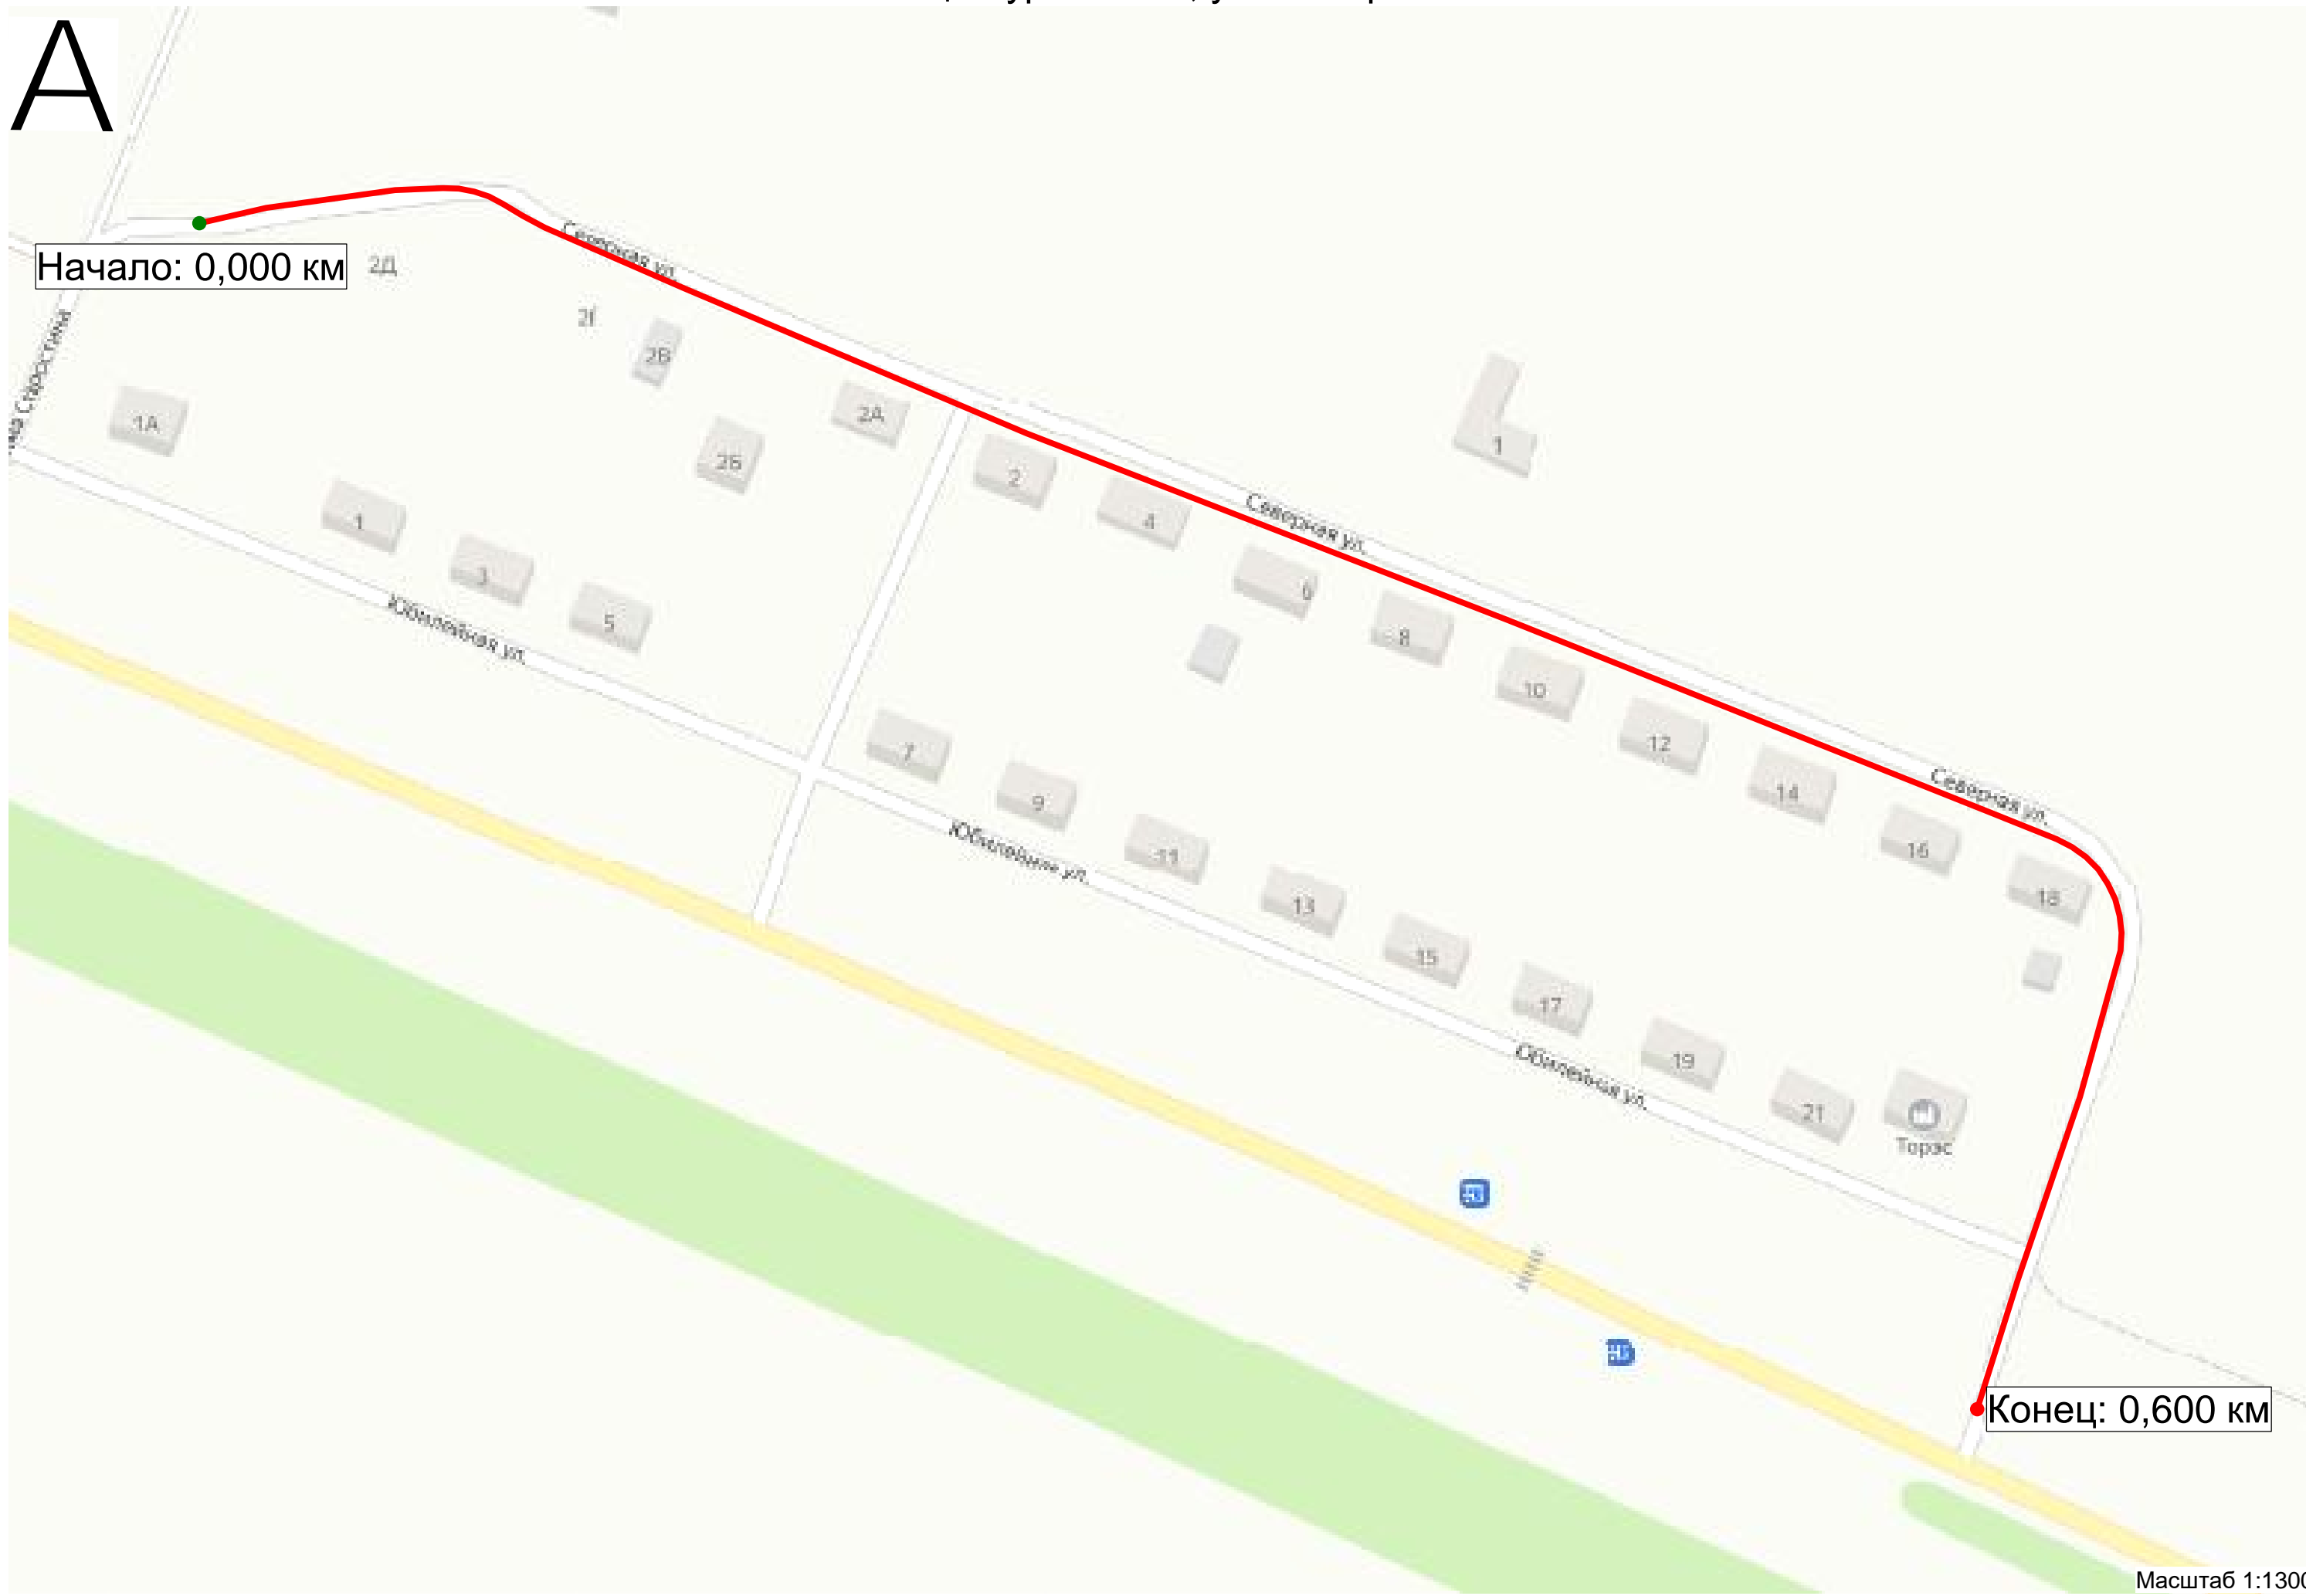 А
Северная ул.
Начало: 0,000 км
2Д
2В
1А
2А
2Б
1
2
4
Северная ул.
1
3
6
Юбилейная ул.
5
8
10
7
12
Северная ул.
9
14
Юбилейная ул.
11
16
13
18
15
17
Юбилейная ул.
19
21
Торэс
Конец: 0,600 км
Масштаб 1:1300